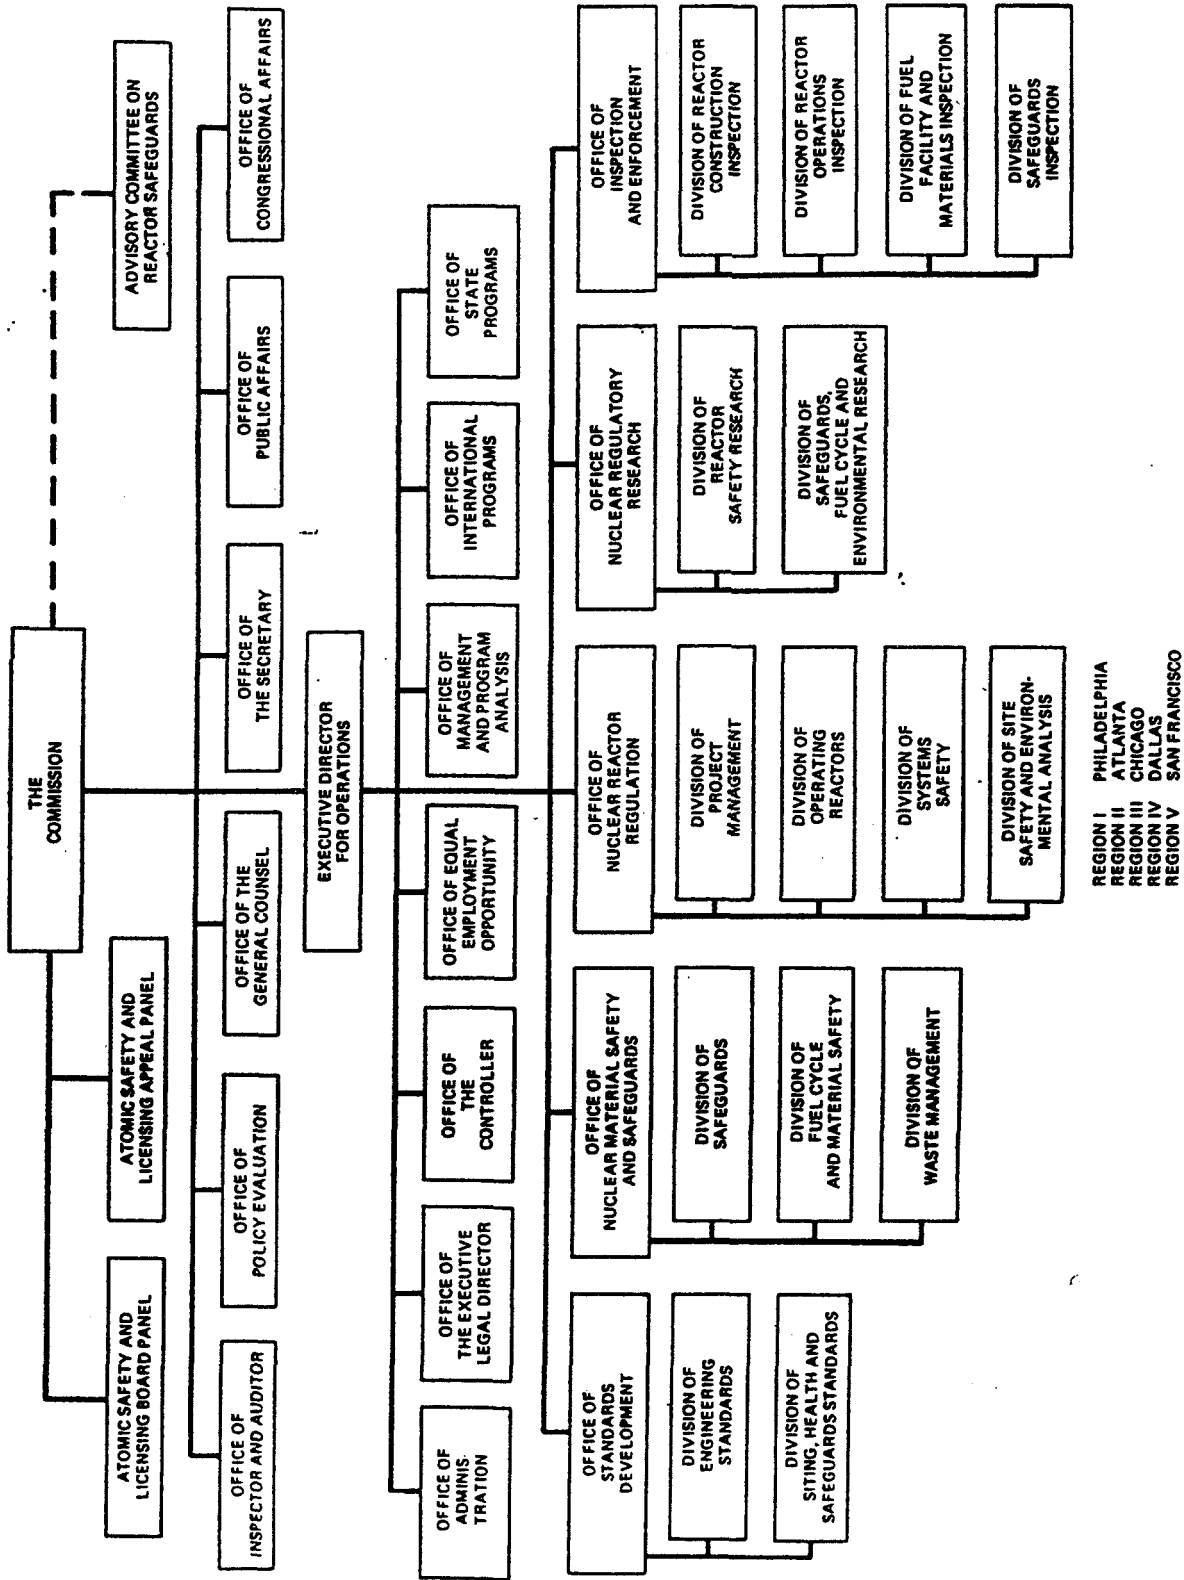 THE
COMMISSION
ATOMIC SAFETY AND
LICENSING BOARD PANEL
ATOMIC SAFETY AND
LICENSING APPEAL PANEL
ADVISORY COMMITTEE ON
REACTOR SAFEGUARDS
OFFICE OF
INSPECTOR AND AUDITOR
OFFICE OF
POLICY EVALUATION
OFFICE OF THE
GENERAL COUNSEL
OFFICE OF
THE SECRETARY
OFFICE OF
PUBLIC AFFAIRS
OFFICE OF
CONGRESSIONAL AFFAIRS
EXECUTIVE DIRECTOR
FOR OPERATIONS
OFFICE OF
ADMINIS-
TRATION
OFFICE OF
THE EXECUTIVE
LEGAL DIRECTOR
OFFICE OF
THE
CONTROLLER
OFFICE OF EQUAL
EMPLOYMENT
OPPORTUNITY
OFFICE OF
MANAGEMENT
AND PROGRAM
ANALYSIS
OFFICE OF
INTERNATIONAL
PROGRAMS
OFFICE OF
STATE
PROGRAMS
OFFICE OF
STANDARDS
DEVELOPMENT
DIVISION OF
ENGINEERING
STANDARDS
DIVISION OF
SITING, HEALTH AND
SAFEGUARDS STANDARDS
OFFICE OF
NUCLEAR MATERIAL SAFETY
AND SAFEGUARDS
DIVISION OF
SAFEGUARDS
DIVISION OF
FUEL CYCLE
AND MATERIAL SAFETY
DIVISION OF
WASTE MANAGEMENT
OFFICE OF
NUCLEAR REACTOR
REGULATION
DIVISION OF
PROJECT
MANAGEMENT
DIVISION OF
OPERATING
REACTORS
DIVISION OF
SYSTEMS
SAFETY
DIVISION OF SITE
SAFETY AND ENVIRON-
MENTAL ANALYSIS
OFFICE OF
NUCLEAR REGULATORY
RESEARCH
DIVISION OF
REACTOR
SAFETY RESEARCH
DIVISION OF
SAFEGUARDS,
FUEL CYCLE AND
ENVIRONMENTAL RESEARCH
OFFICE OF
INSPECTION
AND ENFORCEMENT
DIVISION OF REACTOR
CONSTRUCTION
INSPECTION
DIVISION OF REACTOR
OPERATIONS
INSPECTION
DIVISION OF FUEL
FACILITY AND
MATERIALS INSPECTION
DIVISION OF
SAFEGUARDS
INSPECTION
REGION I PHILADELPHIA
REGION II ATLANTA
REGION III CHICAGO
REGION IV DALLAS
REGION V SAN FRANCISCO